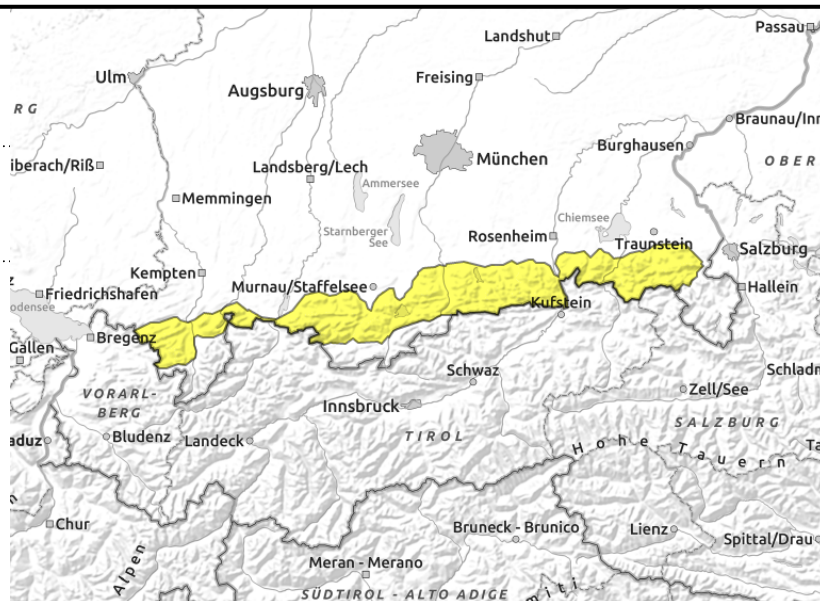 Passau
Landshut
Ulm
Freising
Augsburg
RG
Braunau/Inn
Burghausen
München
OBER
iberach/Riß
Landsberg/Lech
Ammersee
Memmingen
Chiemsee
Starnberger
See
Rosenheim
Traunstein
Salzburg
Kempten
Murnau/Staffelsee
Hallein
Friedrichshafen
odensee
Kufstein
Bregenz
Gallen
Schwaz
Schladm
VORARL-
BERG
Zell/See
Innsbruck
SALZBURG
TIROL
aduz
Bludenz
Landeck
Hohe Tauern
Ta
Chur
Bruneck - Brunico
Lienz
Spittal/Drau
Alpen
Meran - Merano
SÜDTIROL - ALTO ADIGE
miti